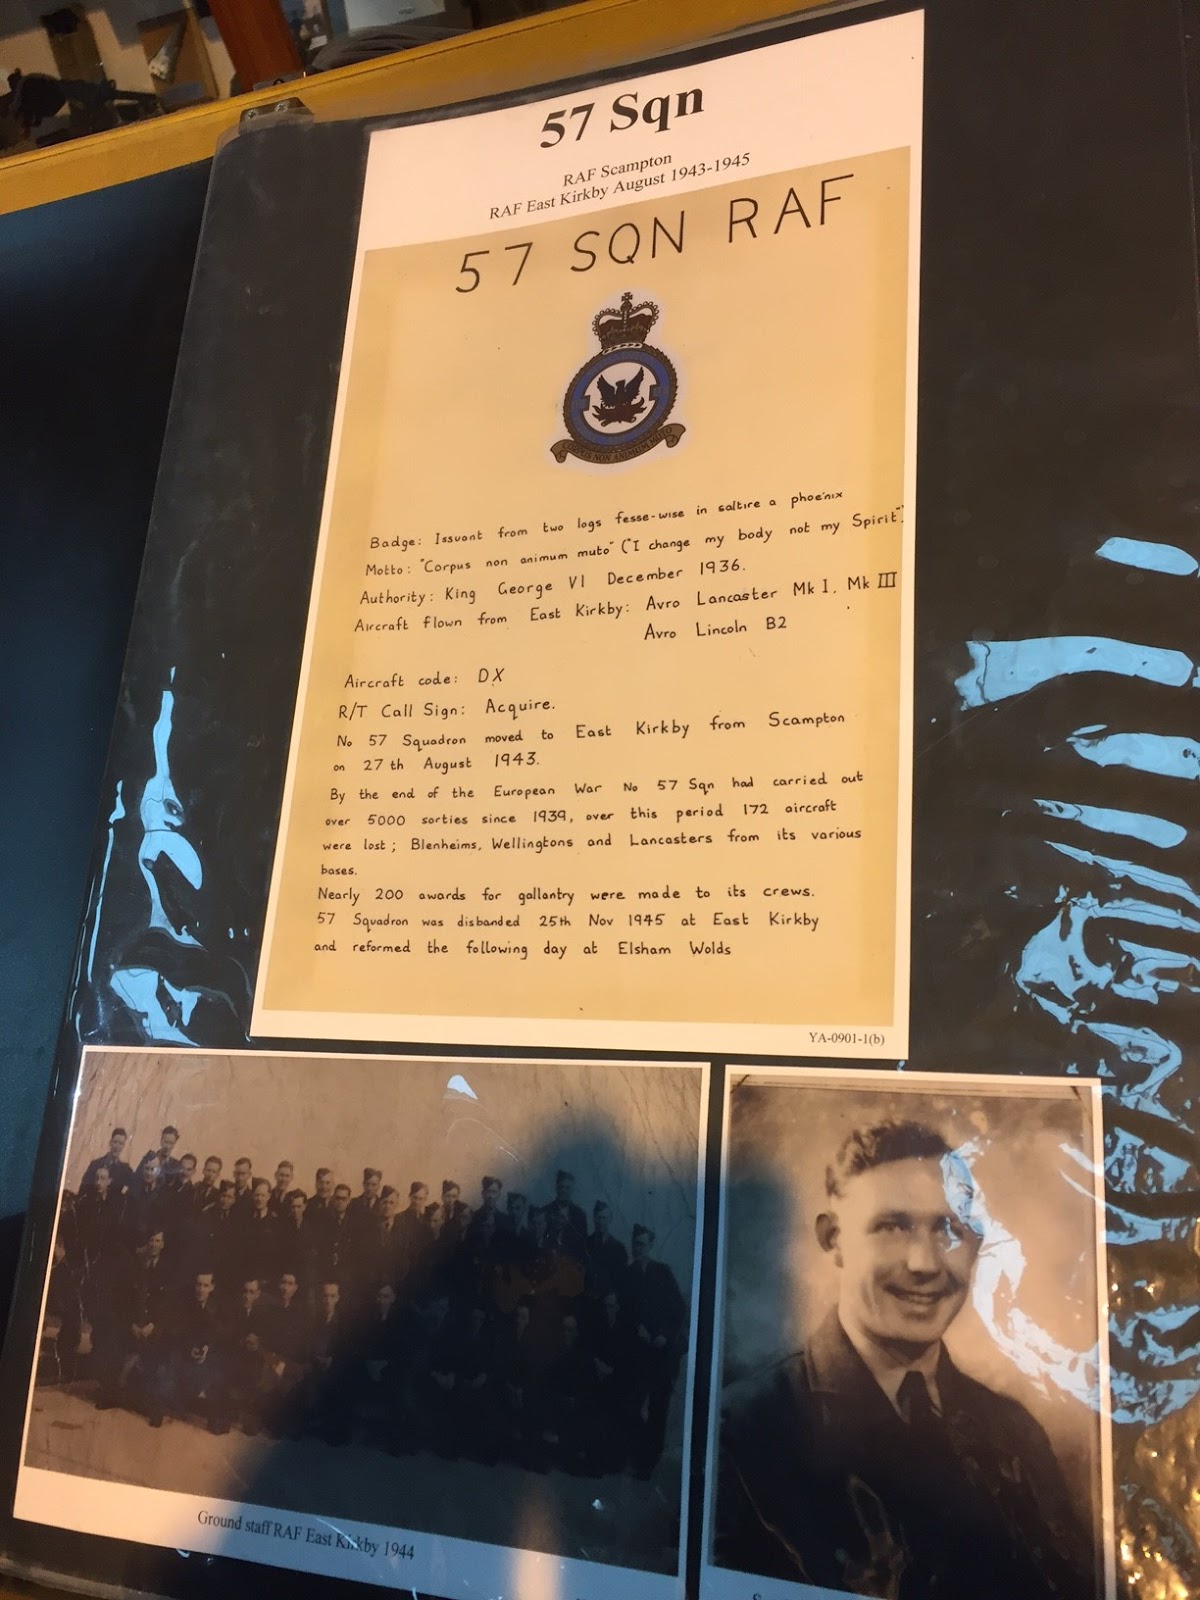 57 Sqn
RAF Scampton
RAF East Kirkby August 1943-1945
57 SQN RAF
CORPUS NON ANIMUM MUTO
Badge: Issuant from two logs fesse-wise in saltire a phoenix
Motto: "Corpus non animum muto" ("I change my body not my Spirit").
Authority: King George VI December 1936.
Aircraft flown from East Kirkby: Avro Lancaster Mk I, Mk III
Avro Lincoln B2
Aircraft code: DX
R/T Call Sign: Acquire.
No 57 Squadron moved to East Kirkby from Scampton
on 27th August 1943.
By the end of the European War No 57 Sqn had carried out
over 5000 sorties since 1939, over this period 172 aircraft
were lost; Blenheims, Wellingtons and Lancasters from its various
bases.
Nearly 200 awards for gallantry were made to its crews.
57 Squadron was disbanded 25th Nov 1945 at East Kirkby
and reformed the following day at Elsham Wolds
YA-0901-1(b)
Ground staff RAF East Kirkby 1944